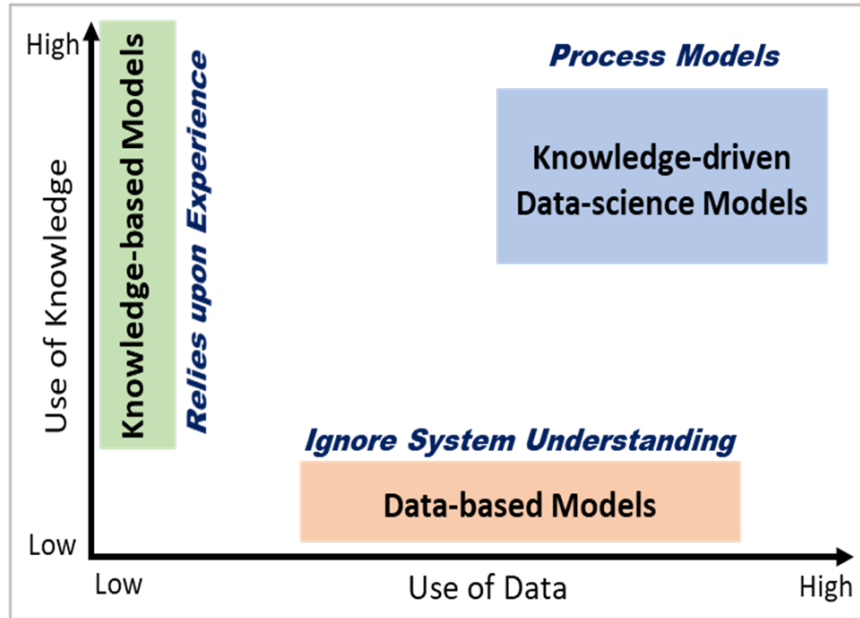 High
Use of Knowledge
Low
Knowledge-based Models
Relies upon Experience
Process Models
Knowledge-driven
Data-science Models
Ignore System Understanding
Data-based Models
Low
Use of Data
High